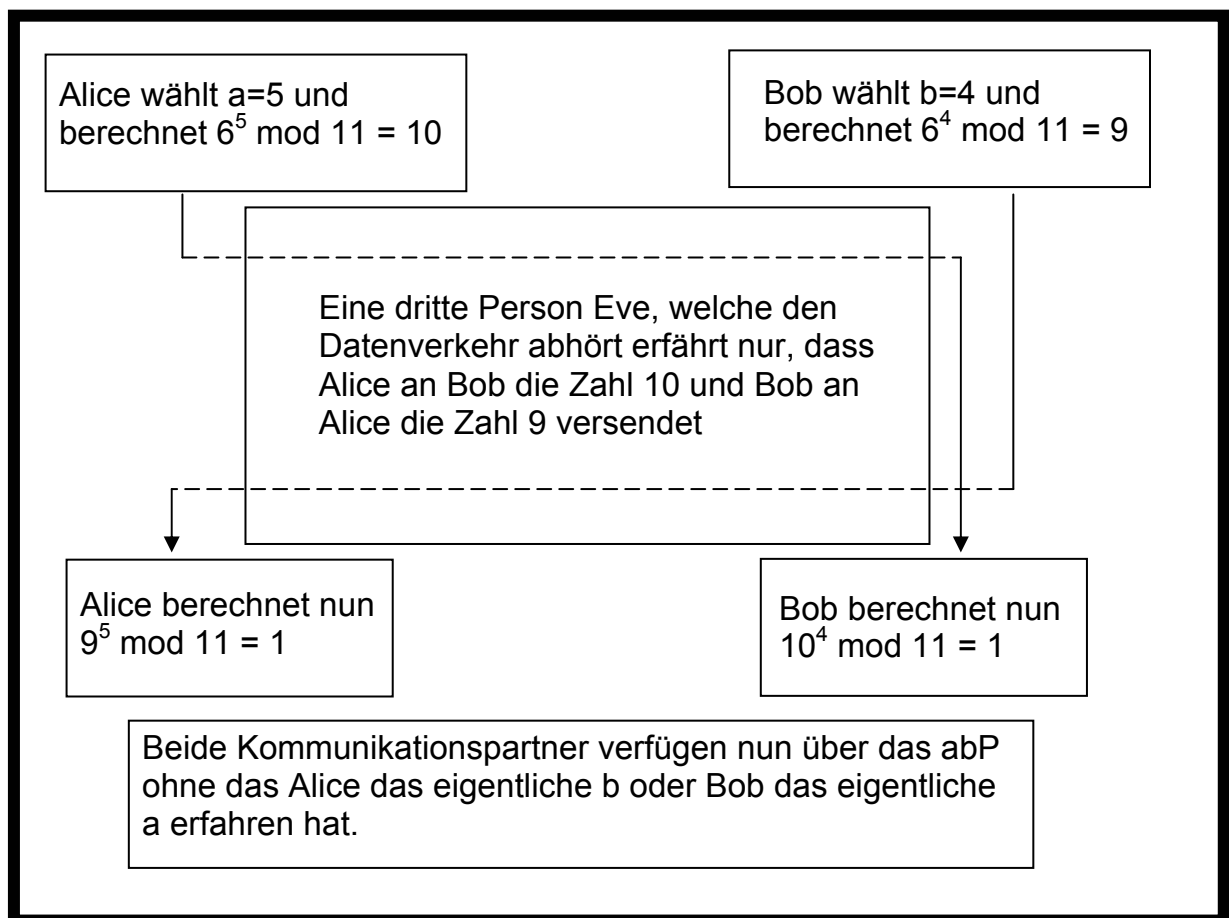 Alice wählt a=5 und
berechnet 6⁵ mod 11 = 10
Bob wählt b=4 und
berechnet 6⁴ mod 11 = 9
Eine dritte Person Eve, welche den
Datenverkehr abhört erfährt nur, dass
Alice an Bob die Zahl 10 und Bob an
Alice die Zahl 9 versendet
Alice berechnet nun
9⁵ mod 11 = 1
Bob berechnet nun
10⁴ mod 11 = 1
Beide Kommunikationspartner verfügen nun über das abP
ohne das Alice das eigentliche b oder Bob das eigentliche
a erfahren hat.